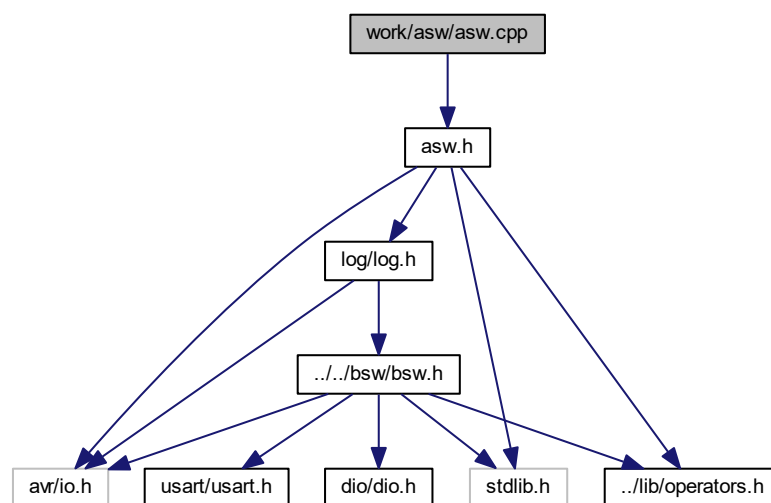 work/asw/asw.cpp
asw.h
log/log.h
../../bsw/bsw.h
avr/io.h
usart/usart.h
dio/dio.h
stdlib.h
../lib/operators.h